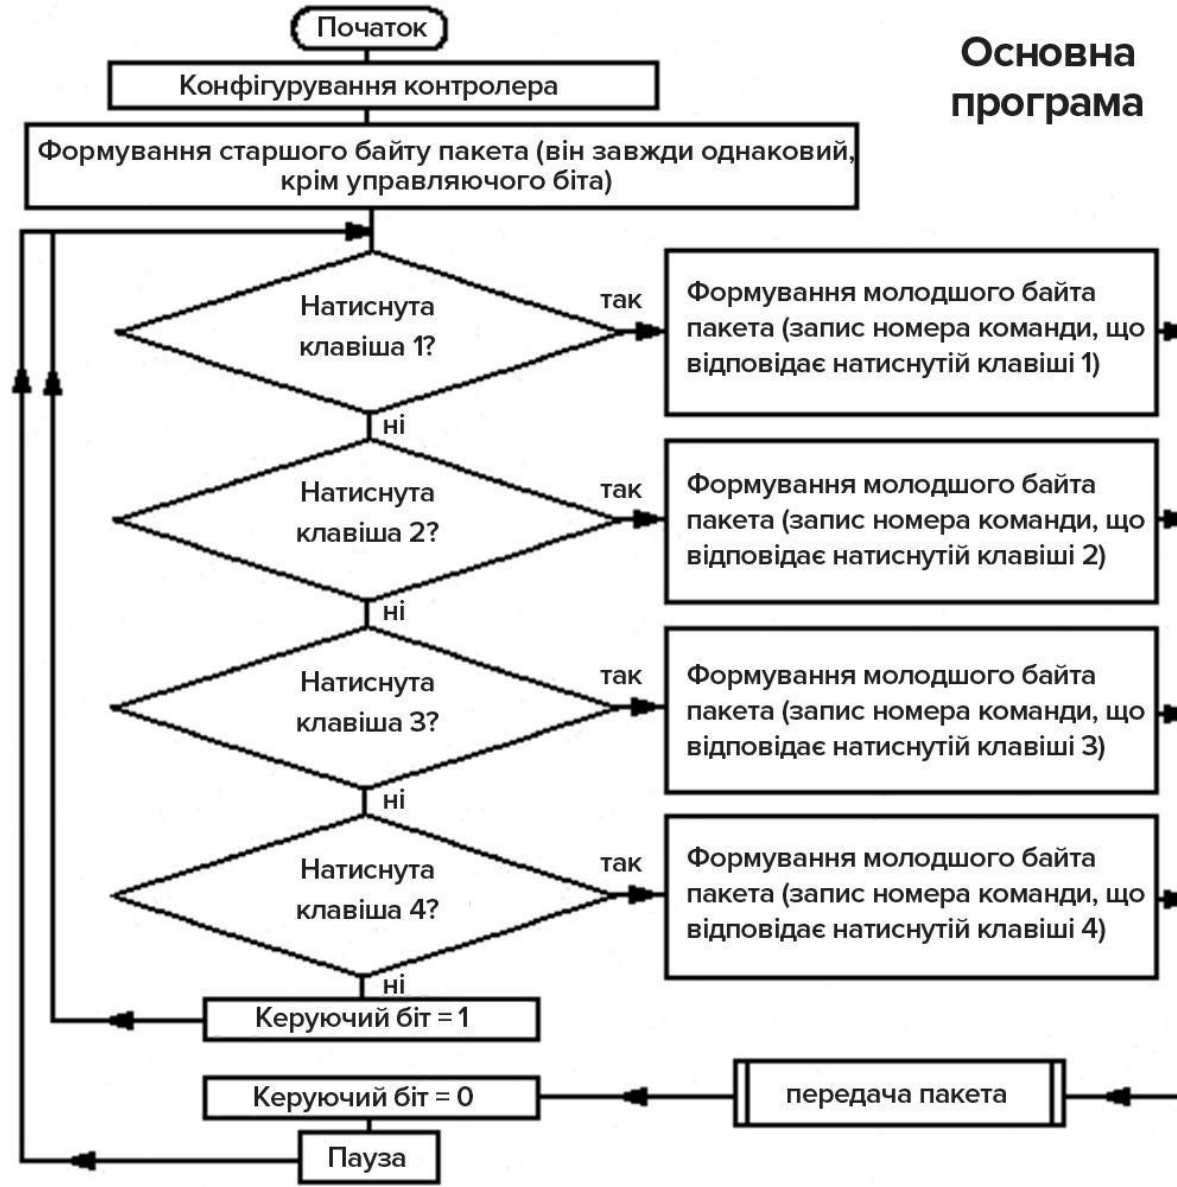 Початок
Основна
програма
Конфігурування контролера
Формування старшого байту пакета (він завжди однаковий,
крім управляючого біта)
Натиснута
клавіша 1?
так
Формування молодшого байта
пакета (запис номера команди, що
відповідає натиснутій клавіші 1)
ні
Натиснута
клавіша 2?
так
Формування молодшого байта
пакета (запис номера команди, що
відповідає натиснутій клавіші 2)
ні
Натиснута
клавіша 3?
так
Формування молодшого байта
пакета (запис номера команди, що
відповідає натиснутій клавіші 3)
ні
Натиснута
клавіша 4?
так
Формування молодшого байта
пакета (запис номера команди, що
відповідає натиснутій клавіші 4)
ні
Керуючий біт = 1
Керуючий біт = 0
передача пакета
Пауза